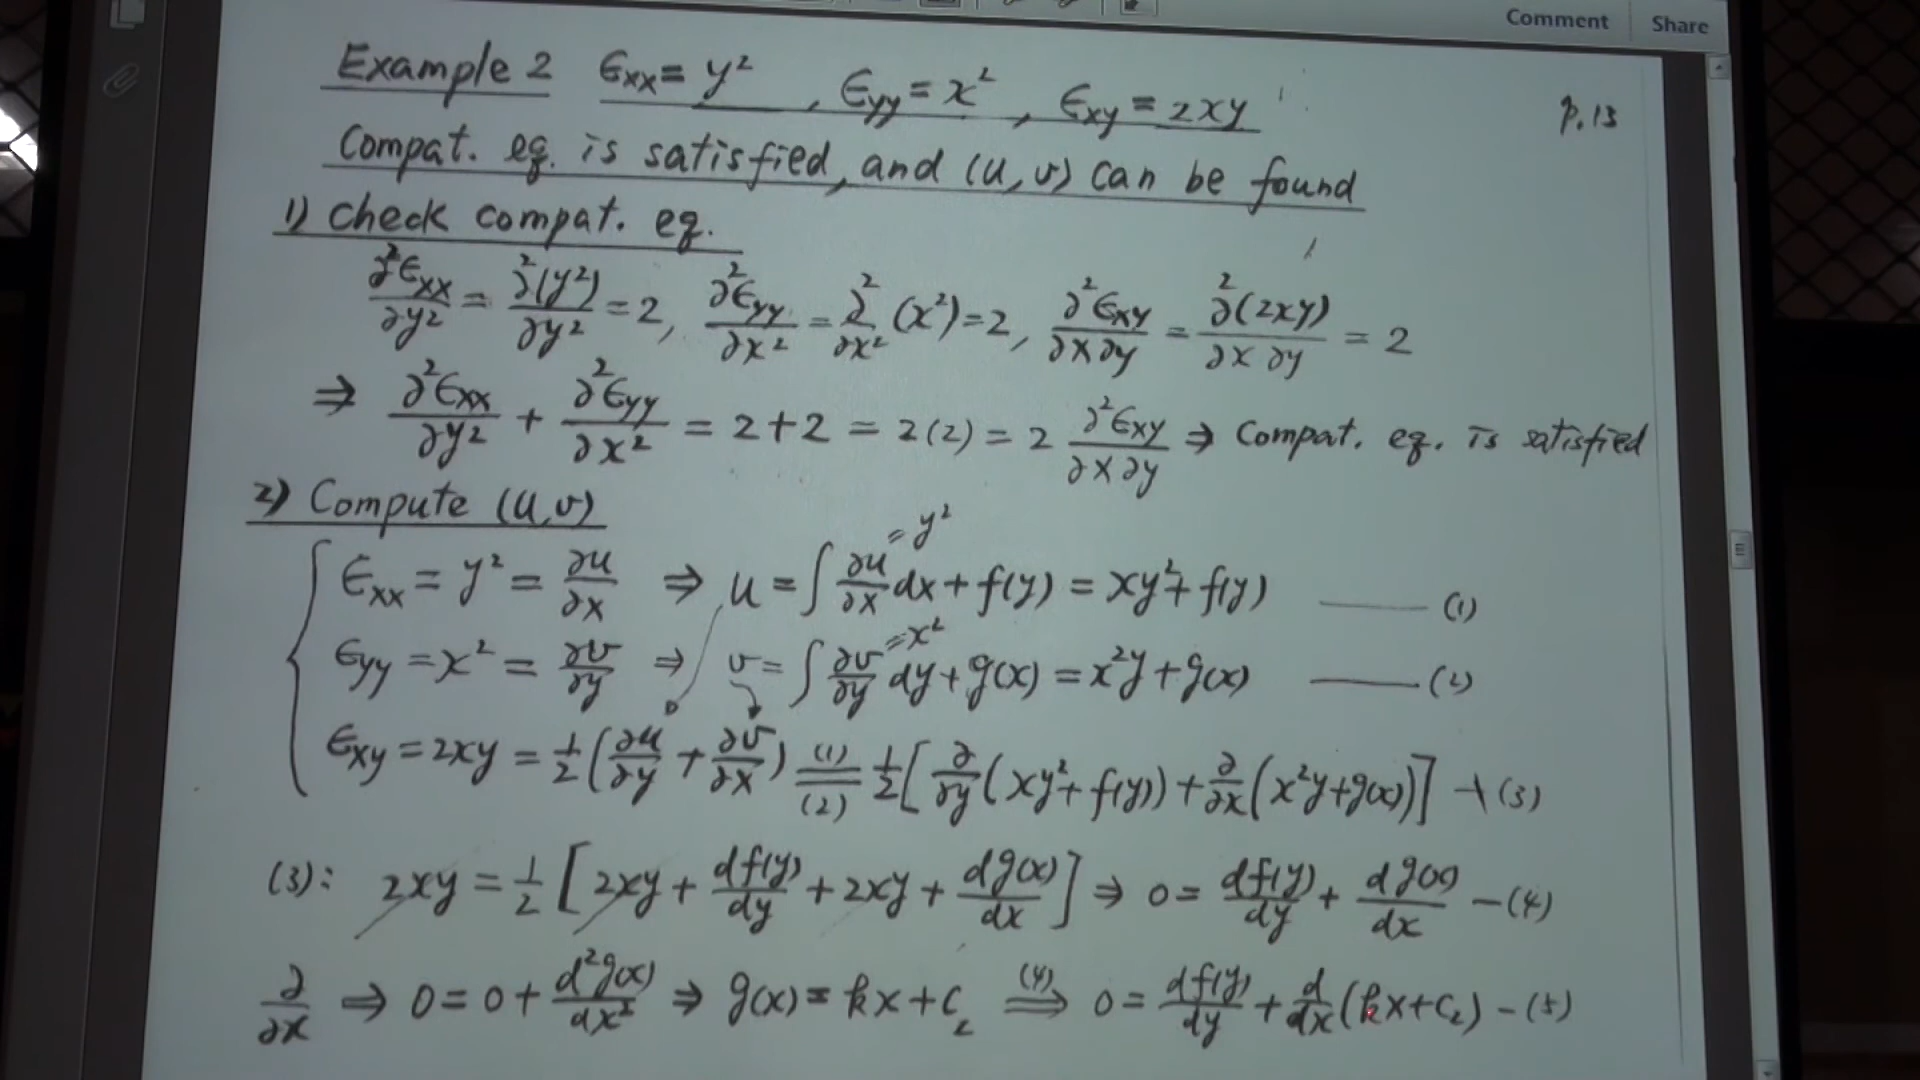 Comment Share
Example 2 ϵxx = y², ϵyy = x², ϵxy = 2xy
p.13
Compat. eq. is satisfied, and (u,v) can be found
1) Check compat. eq.
∂²ϵxx/∂y² = ∂²(y²)/∂y² = 2, ∂²ϵyy/∂x² = ∂²/∂x² (x²) = 2, ∂²ϵxy/∂x∂y = ∂²(2xy)/∂x∂y = 2
⇒ ∂²ϵxx/∂y² + ∂²ϵyy/∂x² = 2+2 = 2(2) = 2 ∂²ϵxy/∂x∂y ⇒ Compat. eq. is satisfied
2) Compute (u,v)
= y²
ϵxx = y² = ∂u/∂x ⇒ u = ∫ ∂u/∂x dx + f(y) = xy² + f(y) — (1)
= x²
ϵyy = x² = ∂v/∂y ⇒ v = ∫ ∂v/∂y dy + g(x) = x²y + g(x) — (2)
ϵxy = 2xy = ½(∂u/∂y + ∂v/∂x) =(1)(2)= ½[∂/∂y(xy² + f(y)) + ∂/∂x(x²y + g(x))] — (3)
(3): 2xy = ½[2xy + df(y)/dy + 2xy + dg(x)/dx] ⇒ 0 = df(y)/dy + dg(x)/dx — (4)
∂/∂x ⇒ 0 = 0 + d²g(x)/dx² ⇒ g(x) = kx + C₂ (4)⇒ 0 = df(y)/dy + d/dx(kx + C₂) — (5)